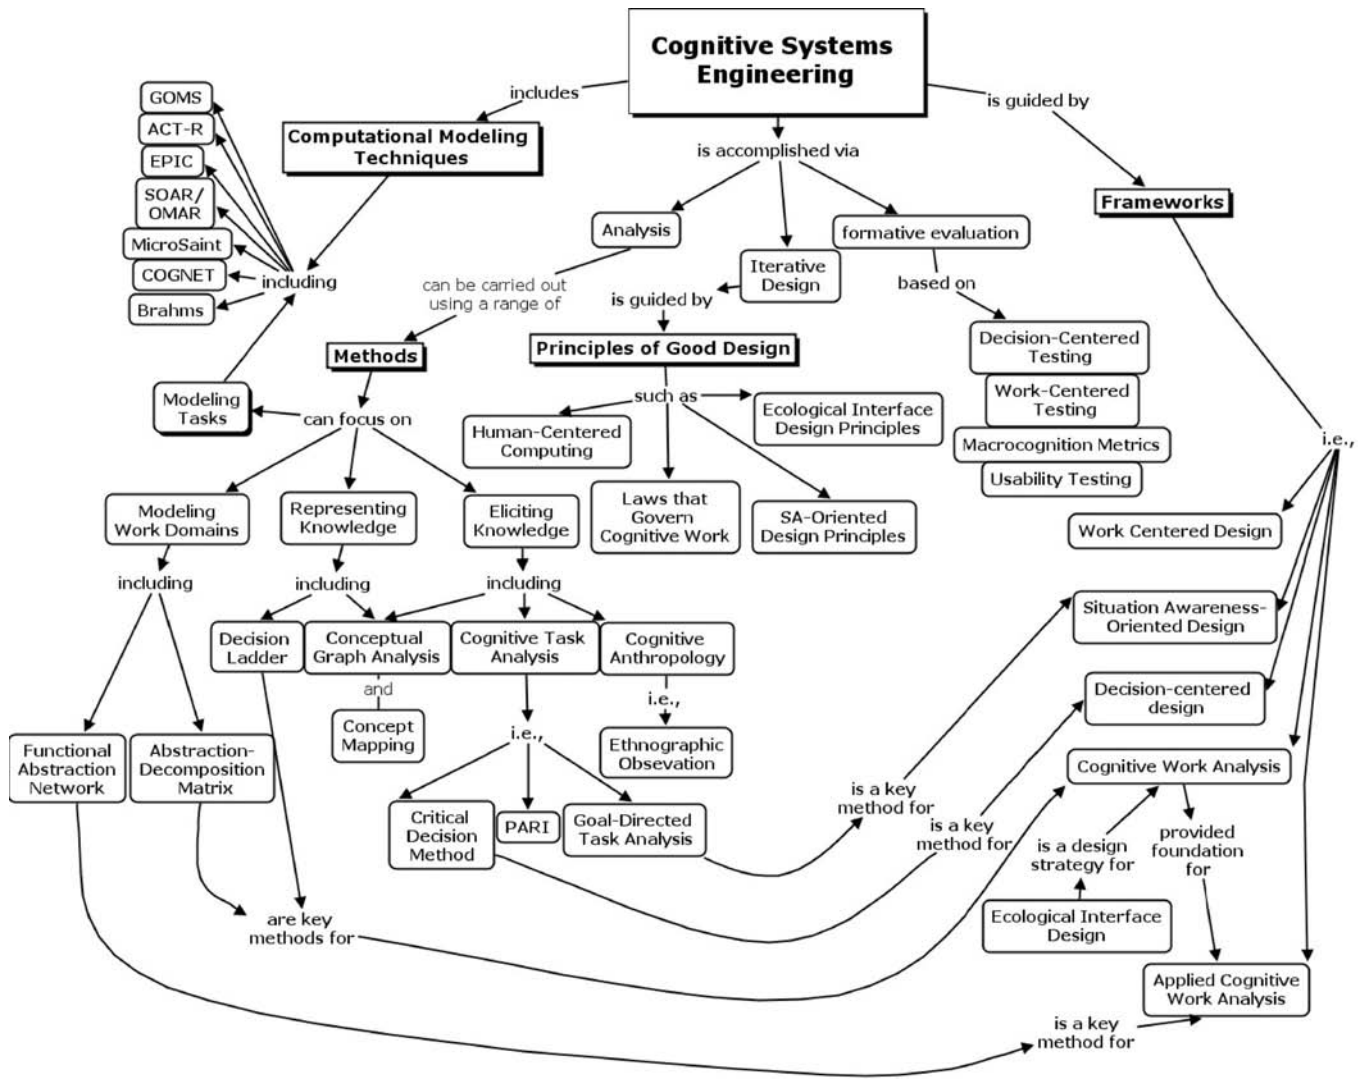 Cognitive Systems
Engineering
includes
is guided by
is accomplished via
GOMS
ACT-R
EPIC
SOAR/
OMAR
MicroSaint
COGNET
Brahms
including
Computational Modeling
Techniques
Frameworks
Analysis
Iterative
Design
formative evaluation
can be carried out
using a range of
is guided by
based on
Methods
Principles of Good Design
Decision-Centered
Testing
Work-Centered
Testing
Macrocognition Metrics
Usability Testing
Modeling
Tasks
can focus on
such as
Human-Centered
Computing
Ecological Interface
Design Principles
Laws that
Govern
Cognitive Work
SA-Oriented
Design Principles
i.e.,
Work Centered Design
Modeling
Work Domains
Representing
Knowledge
Eliciting
Knowledge
including
including
including
Decision
Ladder
Conceptual
Graph Analysis
Cognitive Task
Analysis
Cognitive
Anthropology
Situation Awareness-
Oriented Design
and
Concept
Mapping
i.e.,
i.e.,
Ethnographic
Obsevation
Decision-centered
design
Functional
Abstraction
Network
Abstraction-
Decomposition
Matrix
Critical
Decision
Method
PARI
Goal-Directed
Task Analysis
is a key
method for
is a key
method for
Cognitive Work Analysis
is a design
strategy for
provided
foundation
for
Ecological Interface
Design
are key
methods for
Applied Cognitive
Work Analysis
is a key
method for